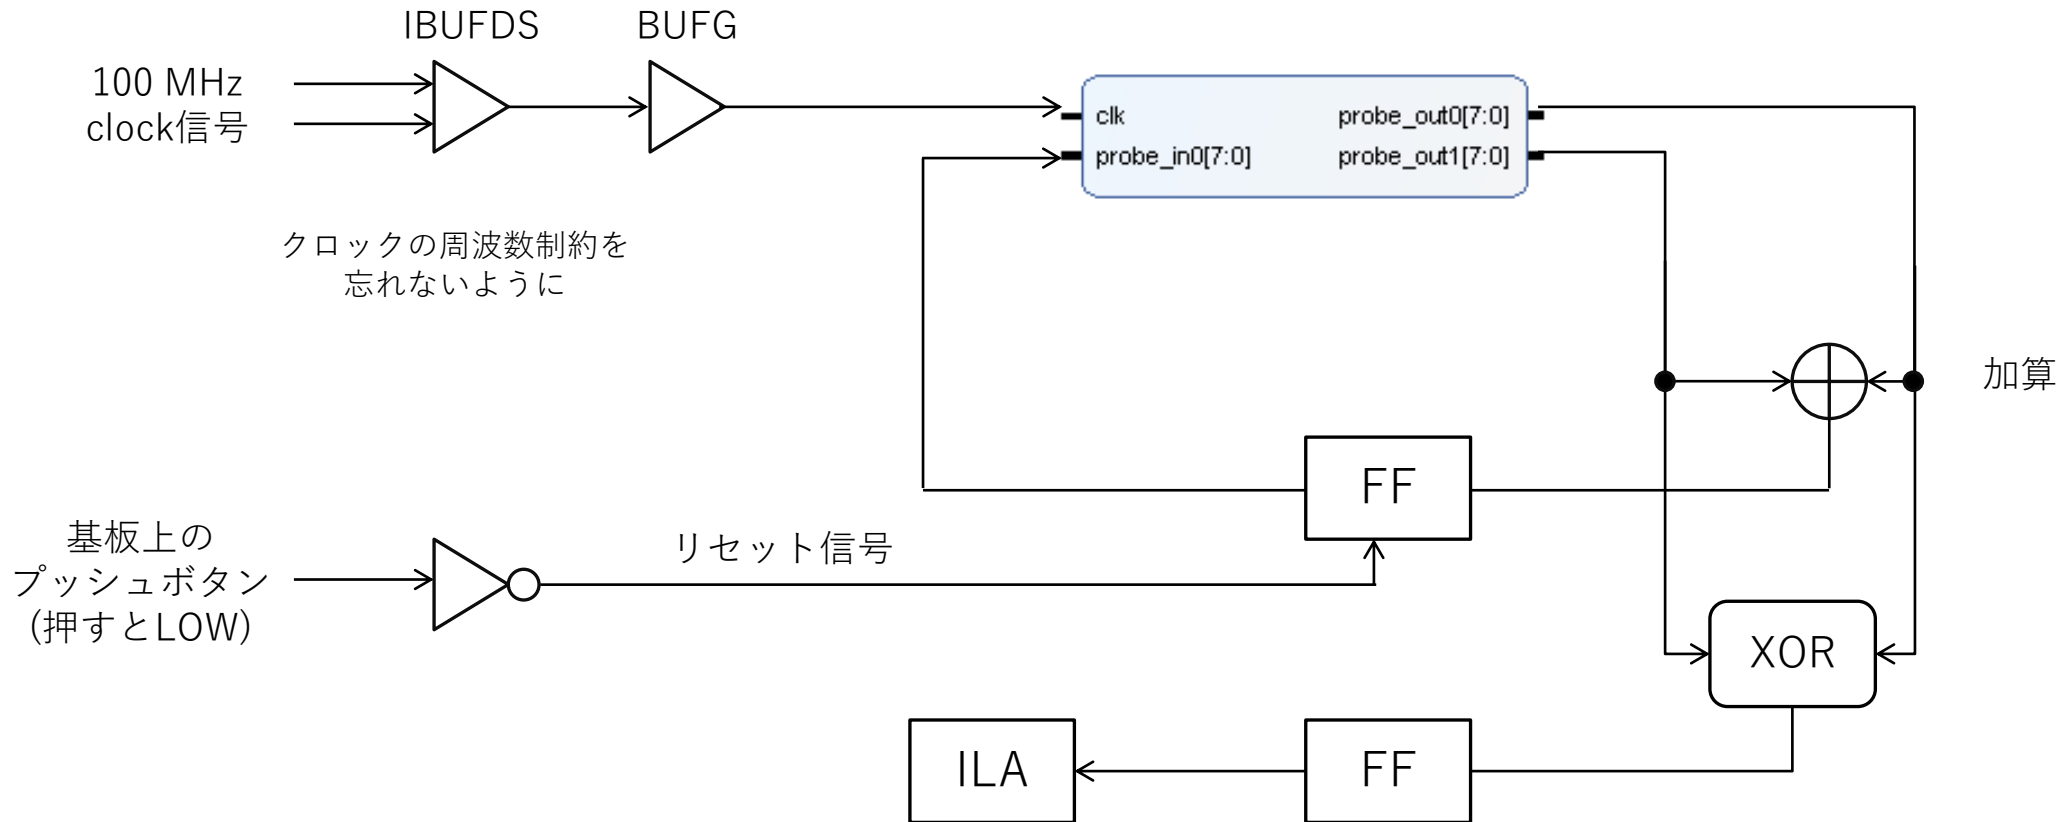 IBUFDS
BUFG
100 MHz
clock信号
clk
probe_in0[7:0]
probe_out0[7:0]
probe_out1[7:0]
クロックの周波数制約を
忘れないように
加算
FF
基板上の
プッシュボタン
(押すとLOW)
リセット信号
XOR
ILA
FF